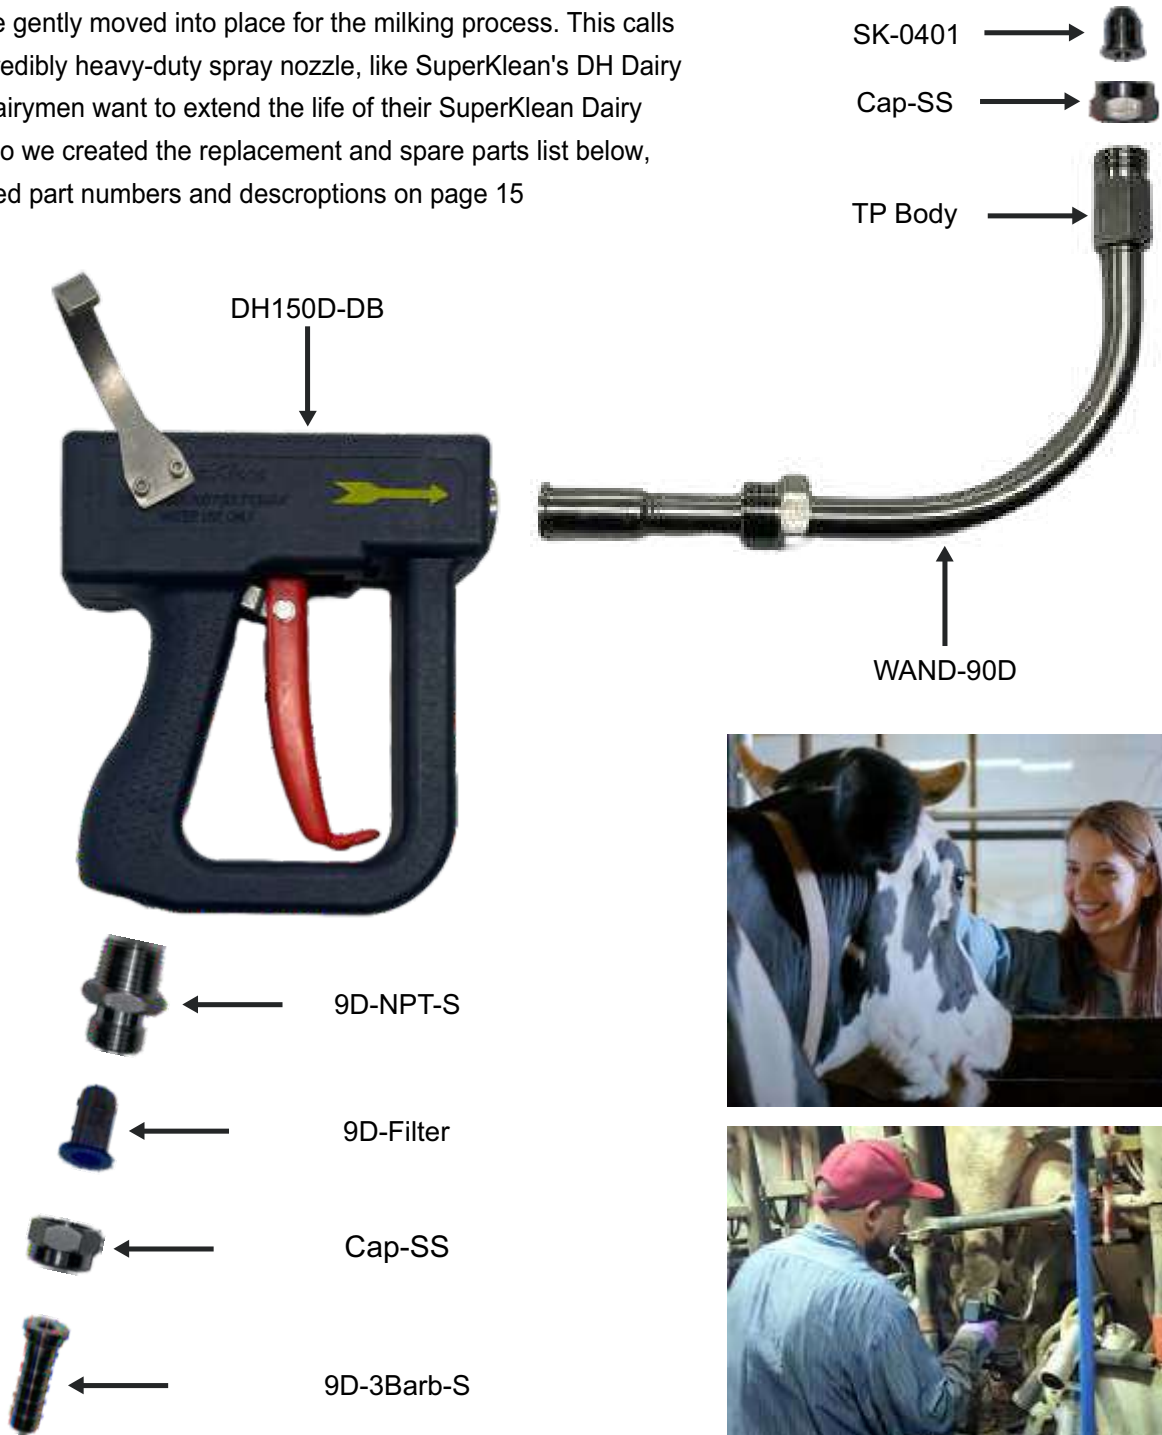 e gently moved into place for the milking process. This calls
redibly heavy-duty spray nozzle, like SuperKlean's DH Dairy
airymen want to extend the life of their SuperKlean Dairy
o we created the replacement and spare parts list below,
ed part numbers and descroptions on page 15
SK-0401
Cap-SS
TP Body
DH150D-DB
WAND-90D
9D-NPT-S
9D-Filter
Cap-SS
9D-3Barb-S